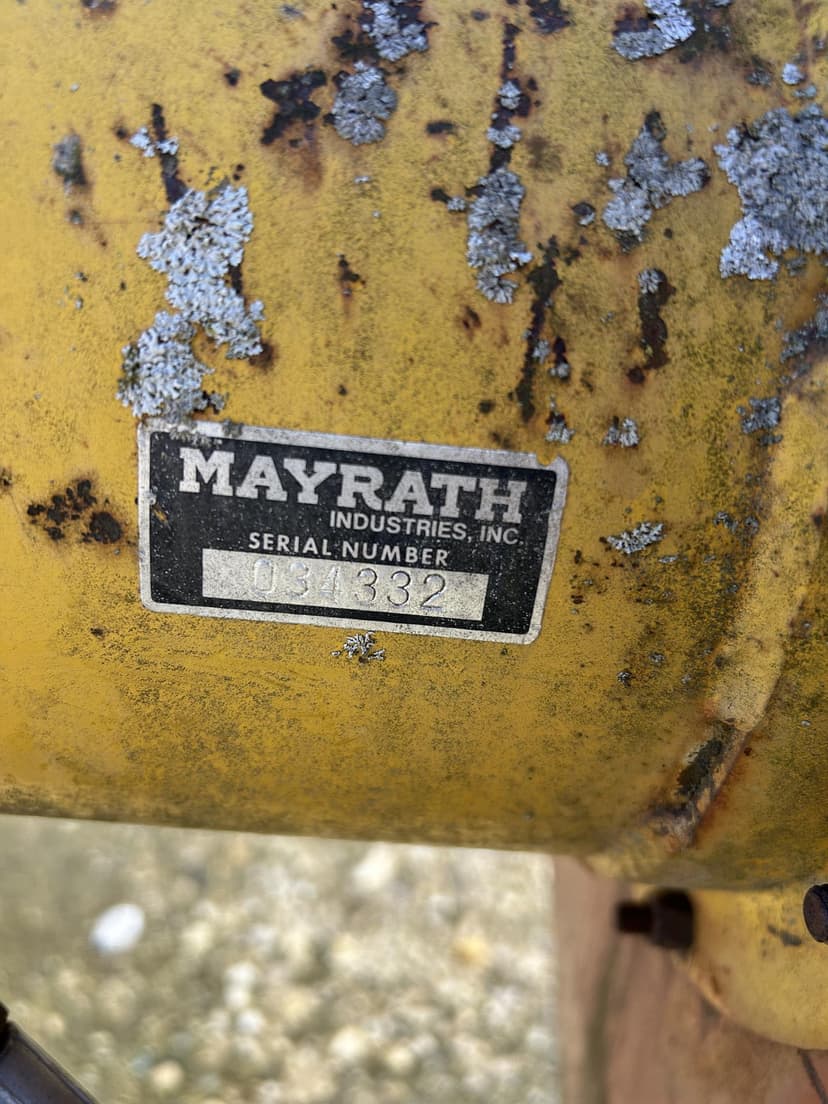 MAYRATH
INDUSTRIES, INC.
SERIAL NUMBER
034332